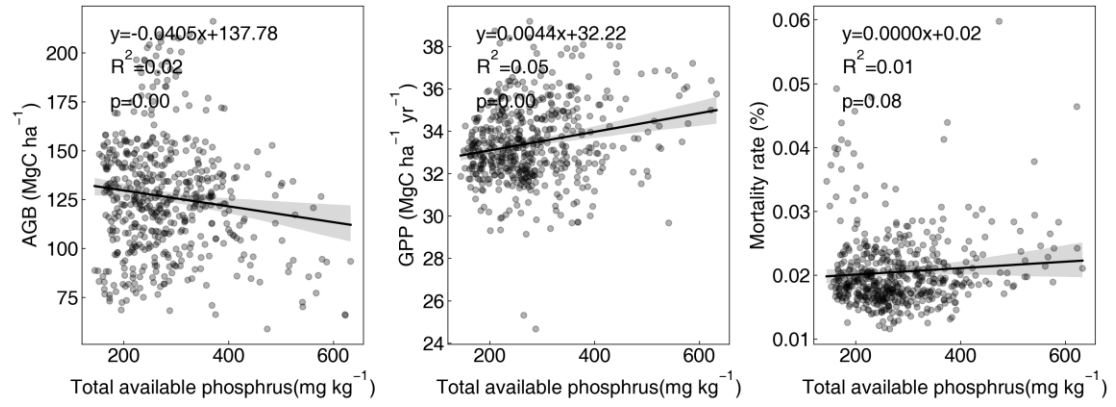 y=-0.0405x+137.78
R²=0.02
p=0.00
200
175
150
125
100
75
AGB (MgC ha⁻¹)
200 400 600
Total available phosphrus(mg kg⁻¹)
y=0.0044x+32.22
R²=0.05
p=0.00
38
36
34
32
30
28
26
24
GPP (MgC ha⁻¹ yr⁻¹)
200 400 600
Total available phosphrus(mg kg⁻¹)
y=0.0000x+0.02
R²=0.01
p=0.08
0.06
0.05
0.04
0.03
0.02
0.01
Mortality rate (%)
200 400 600
Total available phosphrus(mg kg⁻¹)